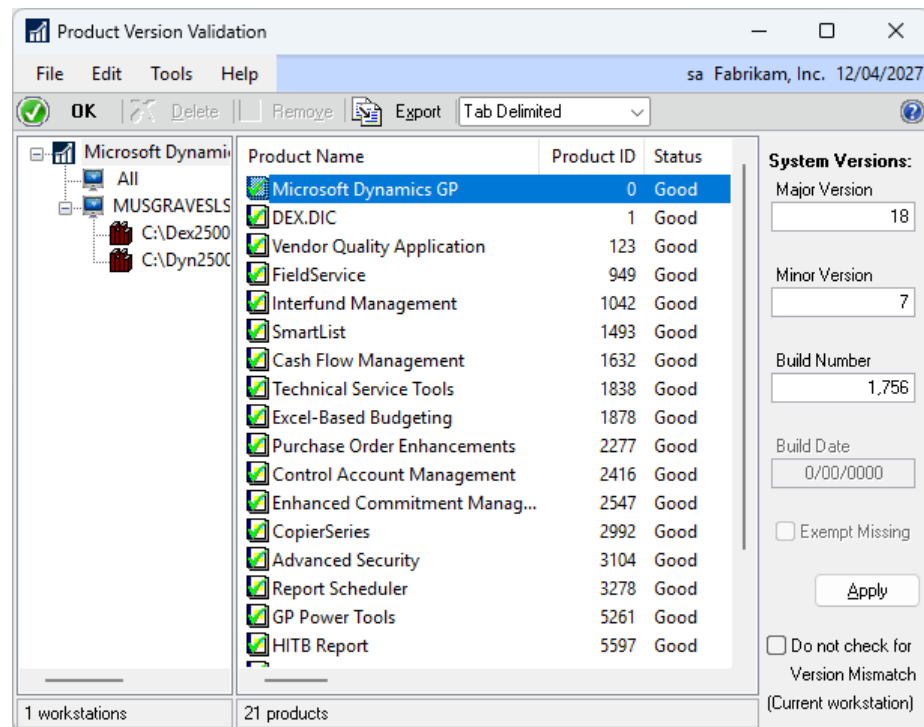 Product Version Validation
File Edit Tools Help sa Fabrikam, Inc. 12/04/2027
OK Delete Remove Export Tab Delimited
Microsoft Dynami
All
MUSGRAVESLS
C:\Dex2500
C:\Dyn2500
Product Name Product ID Status
Microsoft Dynamics GP 0 Good
DEX.DIC 1 Good
Vendor Quality Application 123 Good
FieldService 949 Good
Interfund Management 1042 Good
SmartList 1493 Good
Cash Flow Management 1632 Good
Technical Service Tools 1838 Good
Excel-Based Budgeting 1878 Good
Purchase Order Enhancements 2277 Good
Control Account Management 2416 Good
Enhanced Commitment Manag... 2547 Good
CopierSeries 2992 Good
Advanced Security 3104 Good
Report Scheduler 3278 Good
GP Power Tools 5261 Good
HITB Report 5597 Good
System Versions:
Major Version
18
Minor Version
7
Build Number
1,756
Build Date
0/00/0000
Exempt Missing
Apply
Do not check for
Version Mismatch
(Current workstation)
1 workstations
21 products